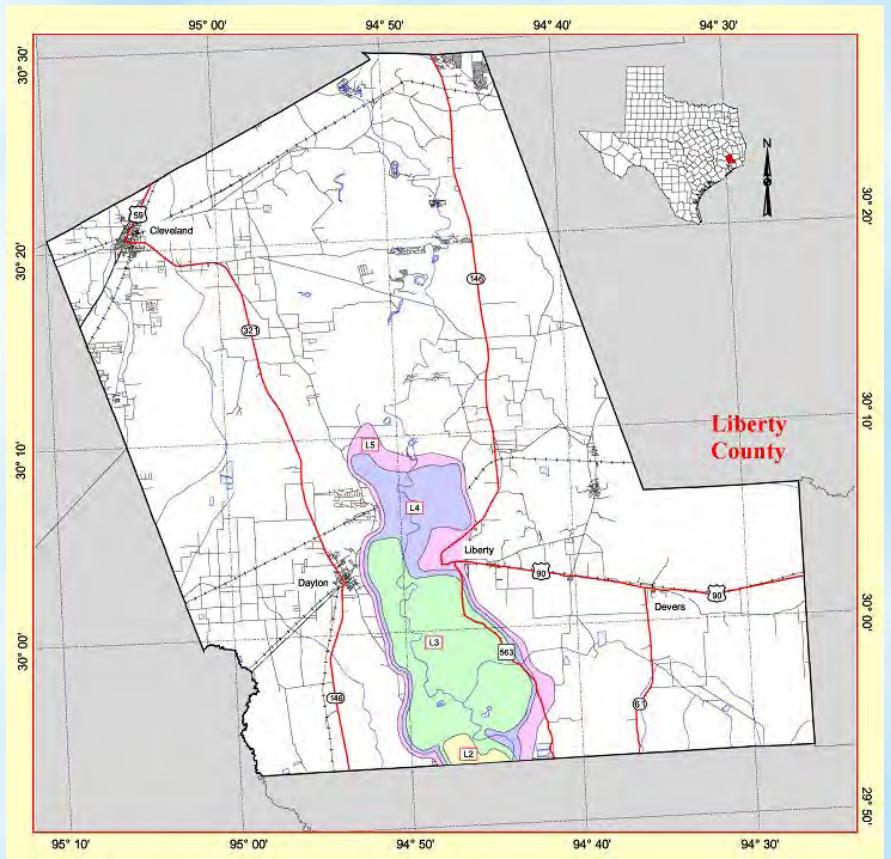 95° 00'
94° 50'
94° 40'
94° 30'
30° 30'
N
59
Cleveland
30° 20'
30° 20'
146
321
Liberty
County
30° 10'
L5
30° 10'
L4
Liberty
90
Dayton
90
Devers
30° 00'
L3
563
30° 00'
146
61
L2
29° 50'
95° 10'
95° 00'
94° 50'
94° 40'
94° 30'